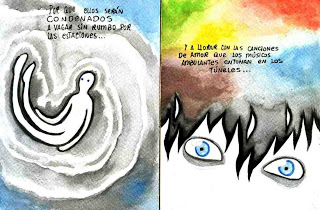 POR QUE ELLOS SERÁN
CONDENADOS
A VAGAR SIN RUMBO POR
LAS ESTACIONES...
Y A LLORAR CON LAS CANCIONES
DE AMOR QUE LOS MÚSICOS
AMBULANTES ENTONAN EN LOS
TÚNELES...